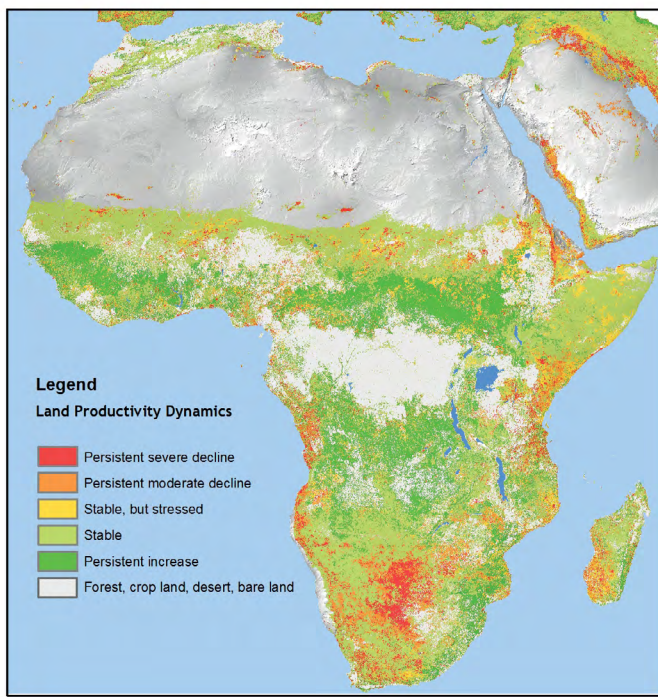 Legend
Land Productivity Dynamics
Persistent severe decline
Persistent moderate decline
Stable, but stressed
Stable
Persistent increase
Forest, crop land, desert, bare land